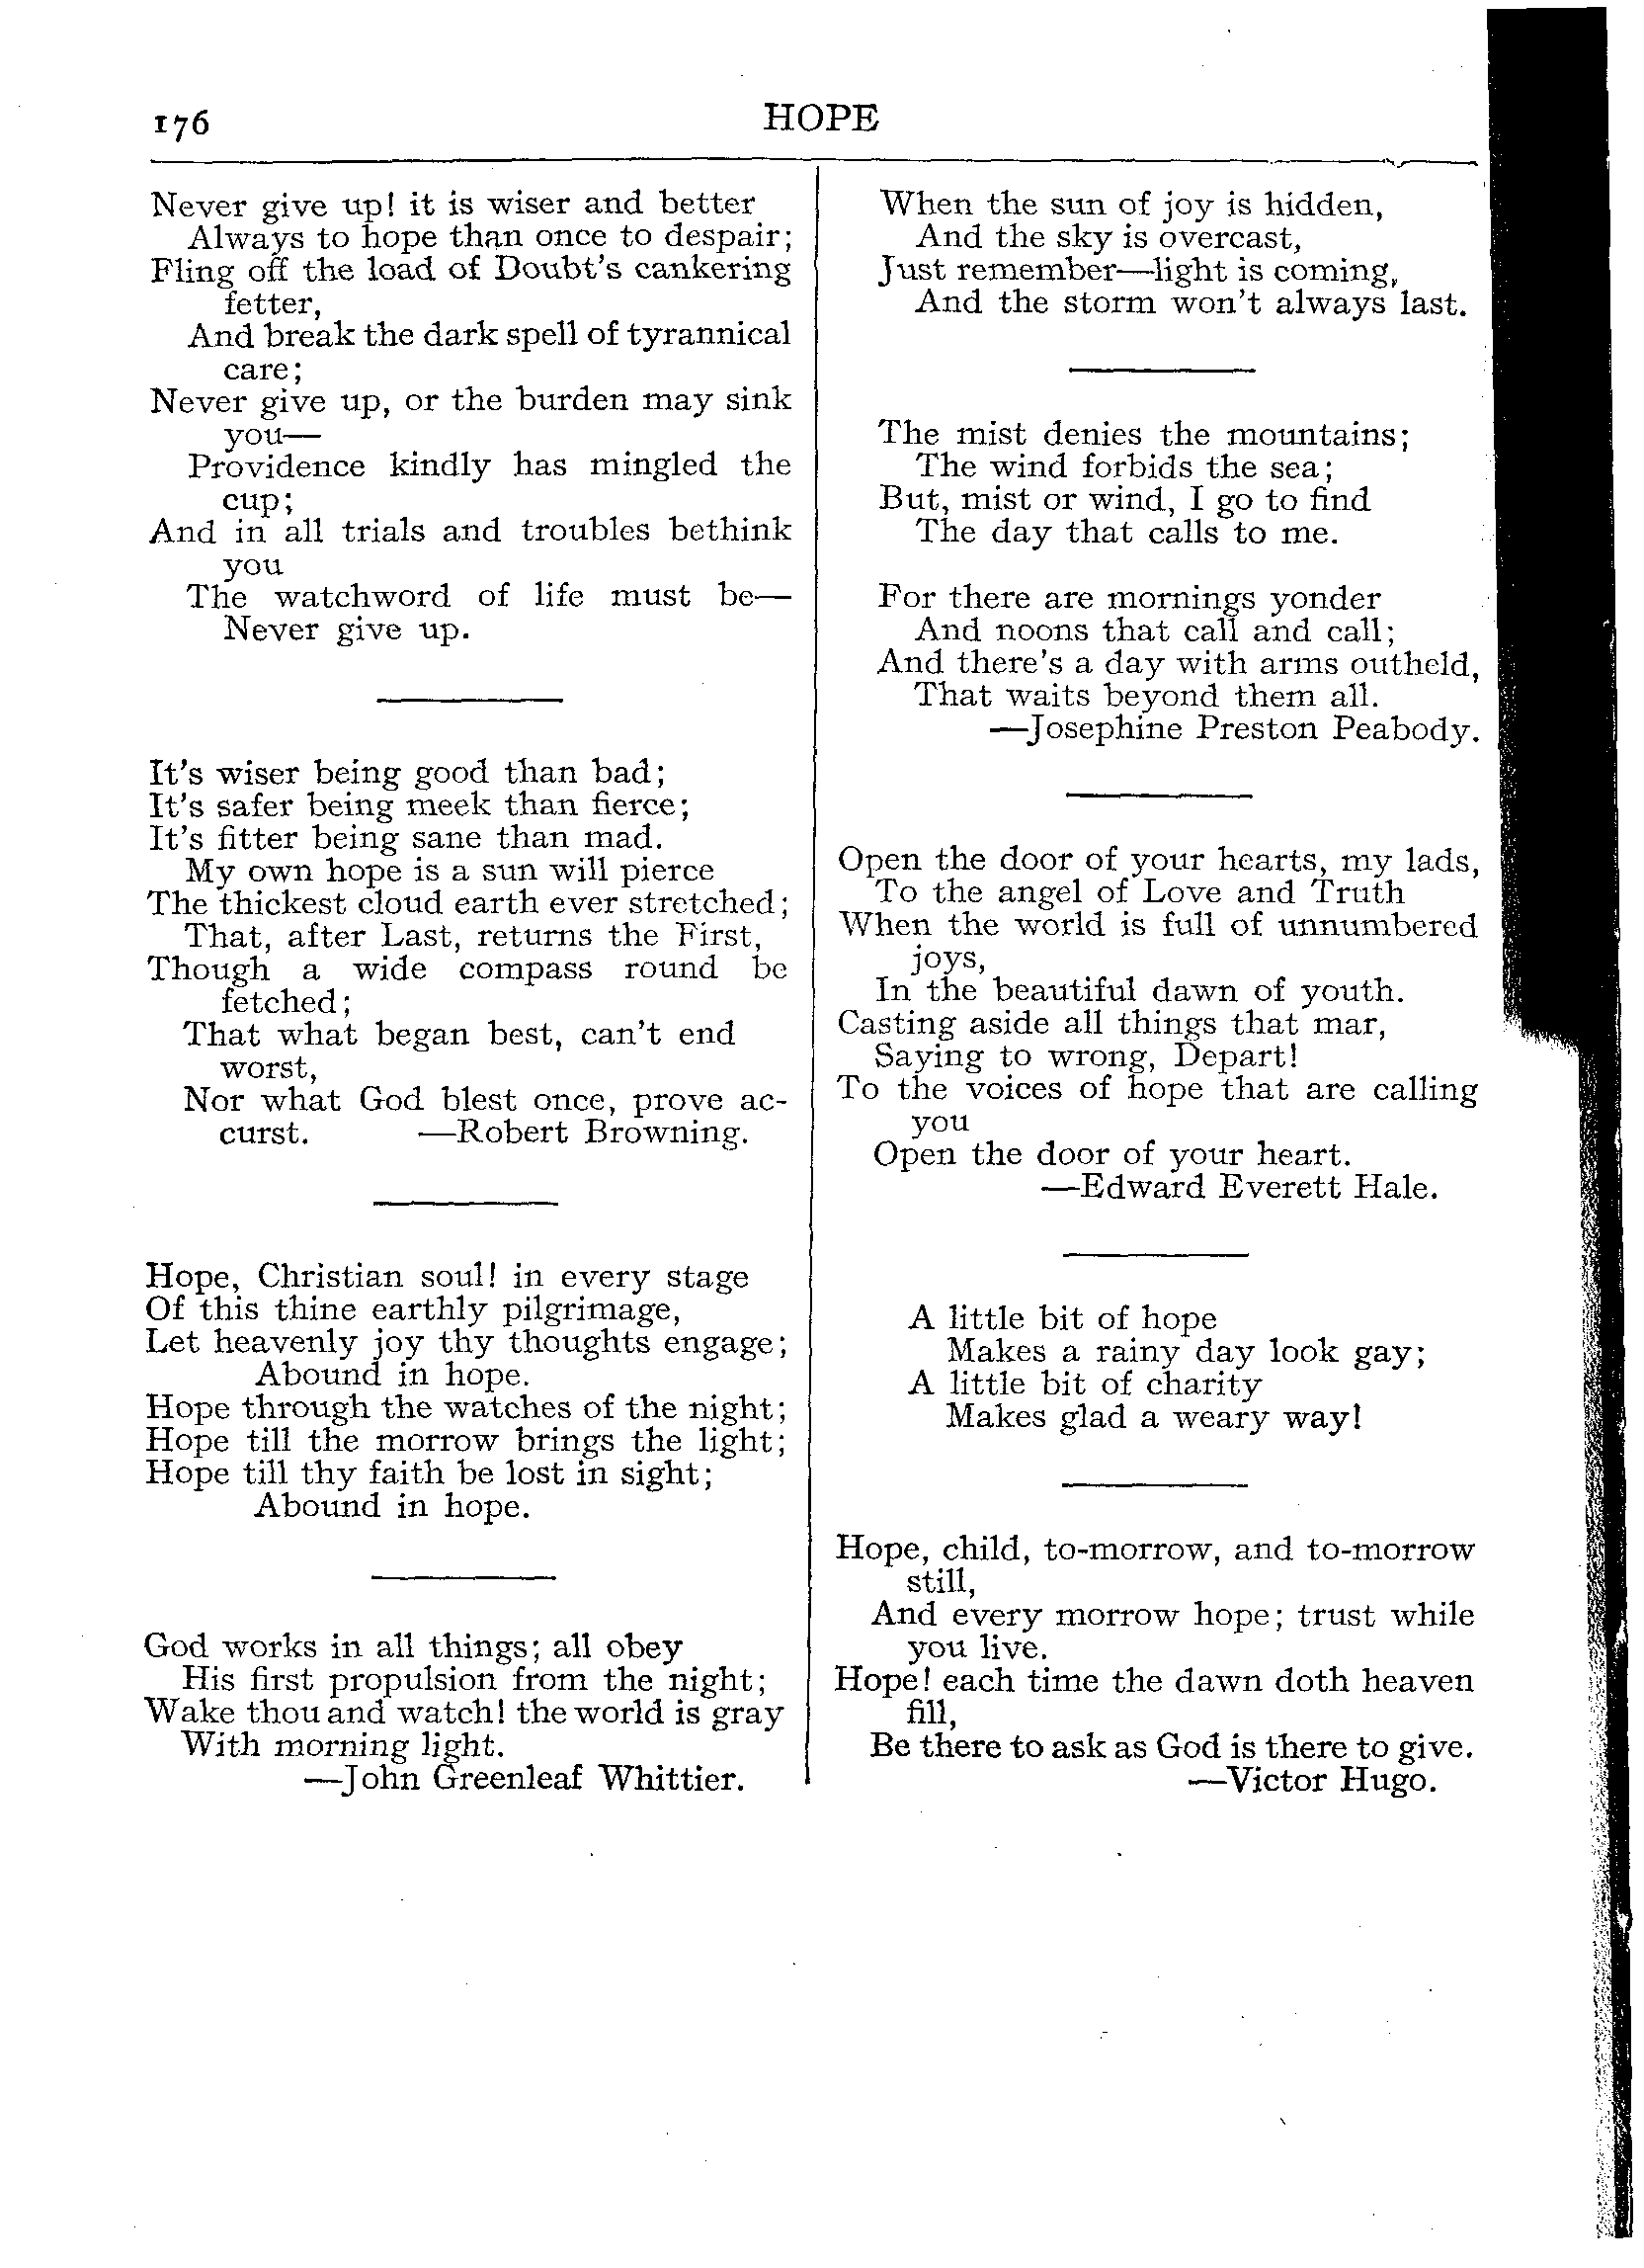 176
HOPE
Never give up! it is wiser and better
Always to hope than once to despair;
Fling off the load of Doubt's cankering
fetter,
And break the dark spell of tyrannical
care;
Never give up, or the burden may sink
you—
Providence kindly has mingled the
cup;
And in all trials and troubles bethink
you
The watchword of life must be—
Never give up.
It's wiser being good than bad;
It's safer being meek than fierce;
It's fitter being sane than mad.
My own hope is a sun will pierce
The thickest cloud earth ever stretched;
That, after Last, returns the First,
Though a wide compass round be
fetched;
That what began best, can't end
worst,
Nor what God blest once, prove ac-
curst. —Robert Browning.
Hope, Christian soul! in every stage
Of this thine earthly pilgrimage,
Let heavenly joy thy thoughts engage;
Abound in hope.
Hope through the watches of the night;
Hope till the morrow brings the light;
Hope till thy faith be lost in sight;
Abound in hope.
God works in all things; all obey
His first propulsion from the night;
Wake thou and watch! the world is gray
With morning light.
—John Greenleaf Whittier.
When the sun of joy is hidden,
And the sky is overcast,
Just remember—light is coming,
And the storm won't always last.
The mist denies the mountains;
The wind forbids the sea;
But, mist or wind, I go to find
The day that calls to me.
For there are mornings yonder
And noons that call and call;
And there's a day with arms outheld,
That waits beyond them all.
—Josephine Preston Peabody.
Open the door of your hearts, my lads,
To the angel of Love and Truth
When the world is full of unnumbered
joys,
In the beautiful dawn of youth.
Casting aside all things that mar,
Saying to wrong, Depart!
To the voices of hope that are calling
you
Open the door of your heart.
—Edward Everett Hale.
A little bit of hope
Makes a rainy day look gay;
A little bit of charity
Makes glad a weary way!
Hope, child, to-morrow, and to-morrow
still,
And every morrow hope; trust while
you live.
Hope! each time the dawn doth heaven
fill,
Be there to ask as God is there to give.
—Victor Hugo.